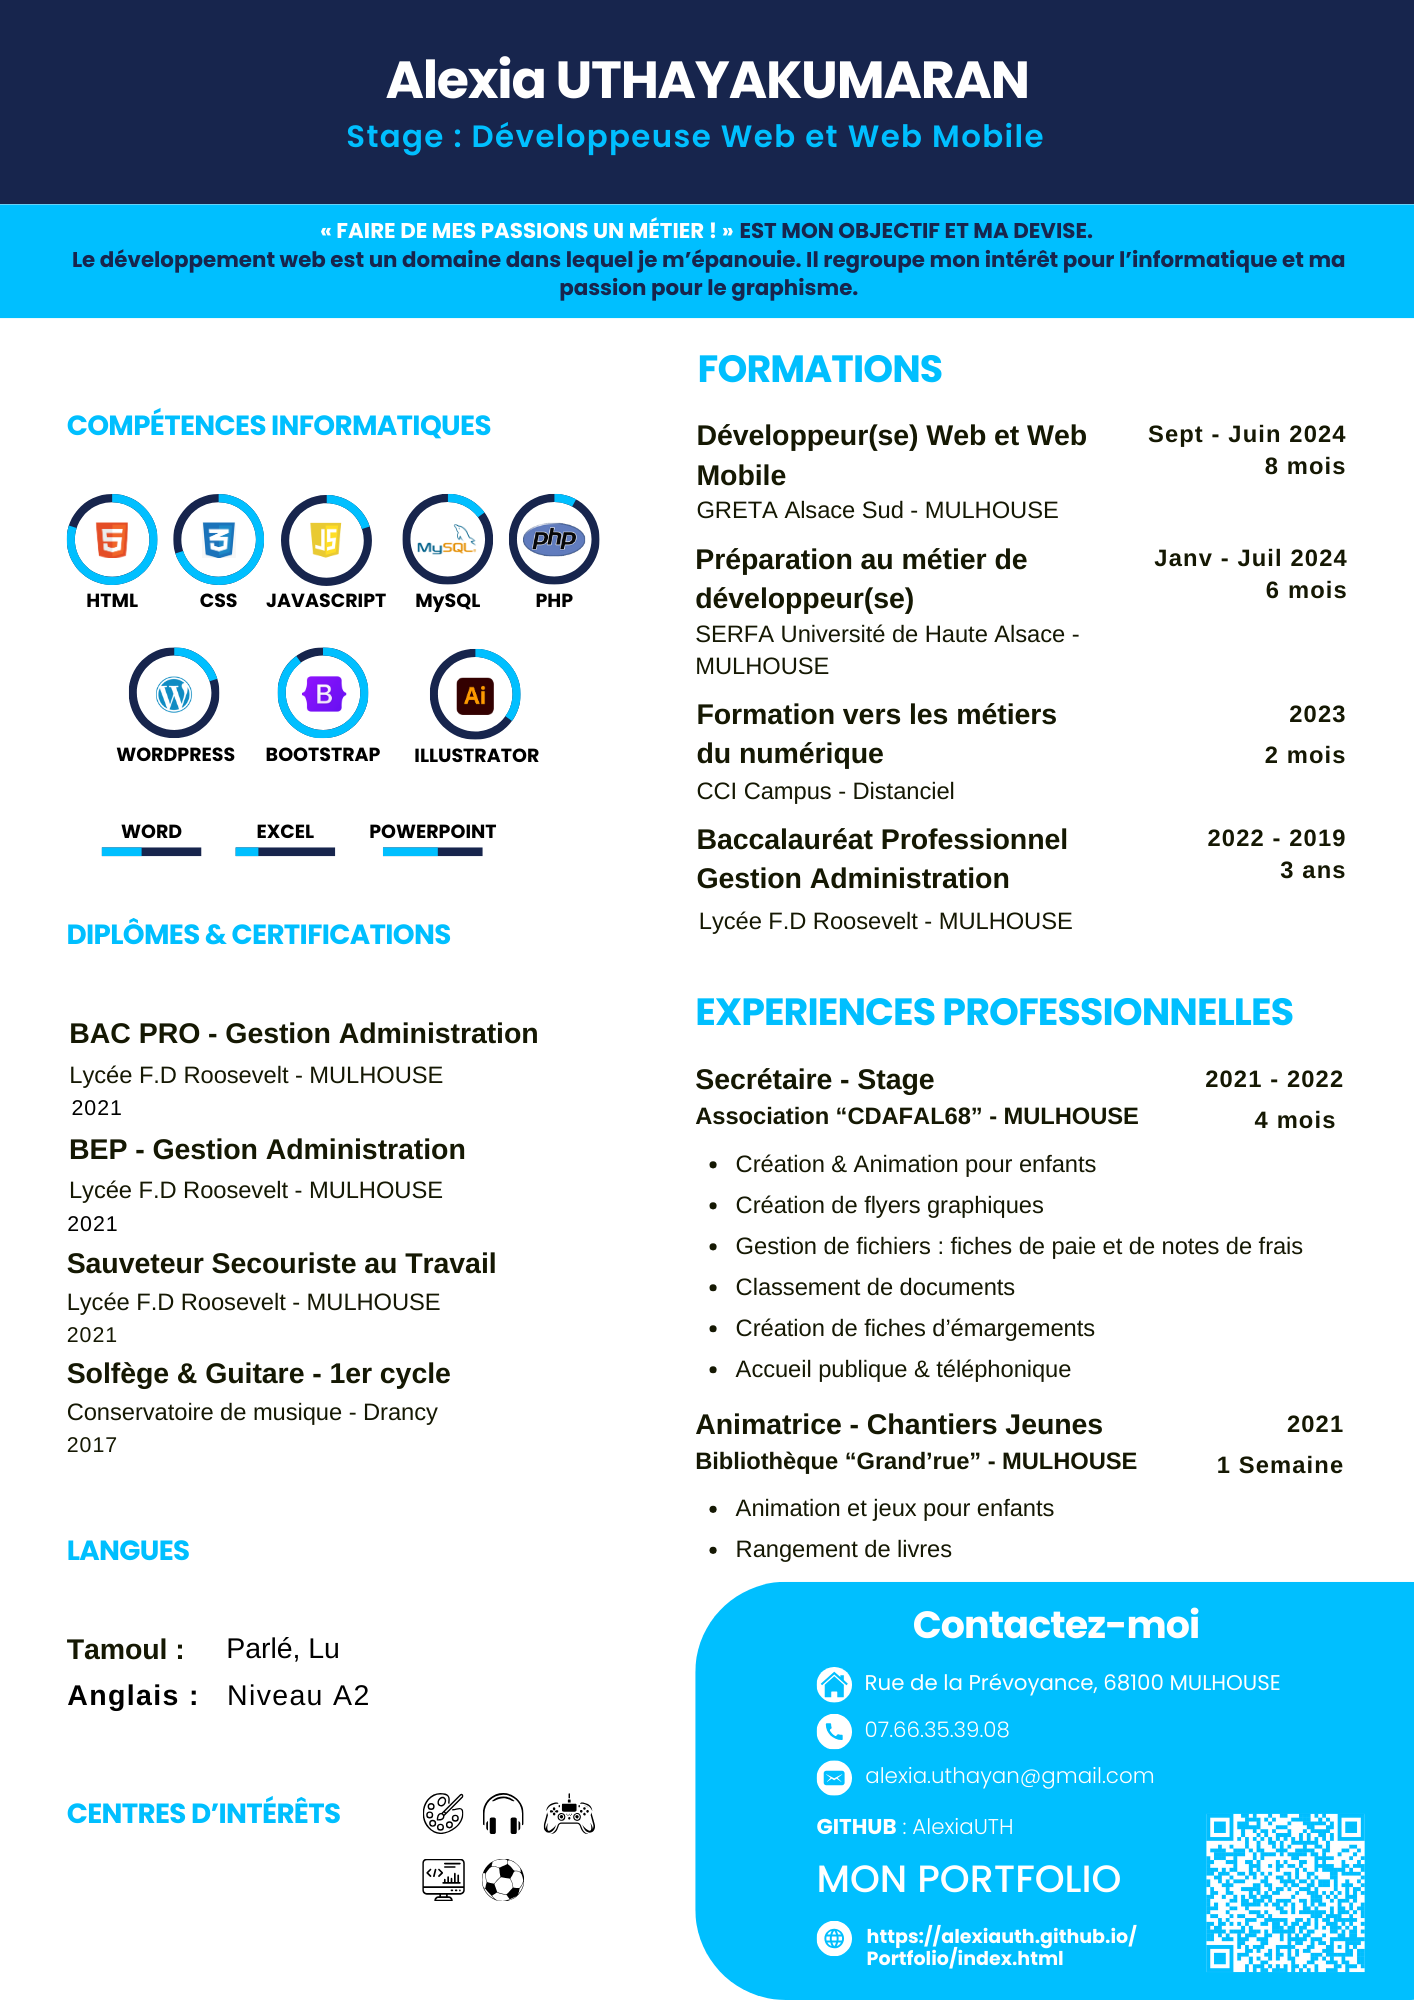 Alexia UTHAYAKUMARAN
Stage : Développeuse Web et Web Mobile
« FAIRE DE MES PASSIONS UN MÉTIER ! » EST MON OBJECTIF ET MA DEVISE.
Le développement web est un domaine dans lequel je m’épanouie. Il regroupe mon intérêt pour l’informatique et ma
passion pour le graphisme.
COMPÉTENCES INFORMATIQUES
JS
MySQL
php
HTML CSS JAVASCRIPT MySQL PHP
W
B
Ai
WORDPRESS BOOTSTRAP ILLUSTRATOR
WORD EXCEL POWERPOINT
DIPLÔMES & CERTIFICATIONS
BAC PRO - Gestion Administration
Lycée F.D Roosevelt - MULHOUSE
2021
BEP - Gestion Administration
Lycée F.D Roosevelt - MULHOUSE
2021
Sauveteur Secouriste au Travail
Lycée F.D Roosevelt - MULHOUSE
2021
Solfège & Guitare - 1er cycle
Conservatoire de musique - Drancy
2017
LANGUES
Tamoul : Parlé, Lu
Anglais : Niveau A2
CENTRES D’INTÉRÊTS
FORMATIONS
Développeur(se) Web et Web Sept - Juin 2024
Mobile 8 mois
GRETA Alsace Sud - MULHOUSE
Préparation au métier de Janv - Juil 2024
développeur(se) 6 mois
SERFA Université de Haute Alsace -
MULHOUSE
Formation vers les métiers 2023
du numérique 2 mois
CCI Campus - Distanciel
Baccalauréat Professionnel 2022 - 2019
Gestion Administration 3 ans
Lycée F.D Roosevelt - MULHOUSE
EXPERIENCES PROFESSIONNELLES
Secrétaire - Stage 2021 - 2022
Association “CDAFAL68” - MULHOUSE 4 mois
• Création & Animation pour enfants
• Création de flyers graphiques
• Gestion de fichiers : fiches de paie et de notes de frais
• Classement de documents
• Création de fiches d’émargements
• Accueil publique & téléphonique
Animatrice - Chantiers Jeunes 2021
Bibliothèque “Grand’rue” - MULHOUSE 1 Semaine
• Animation et jeux pour enfants
• Rangement de livres
Contactez-moi
Rue de la Prévoyance, 68100 MULHOUSE
07.66.35.39.08
alexia.uthayan@gmail.com
GITHUB : AlexiaUTH
MON PORTFOLIO
https://alexiauth.github.io/
Portfolio/index.html